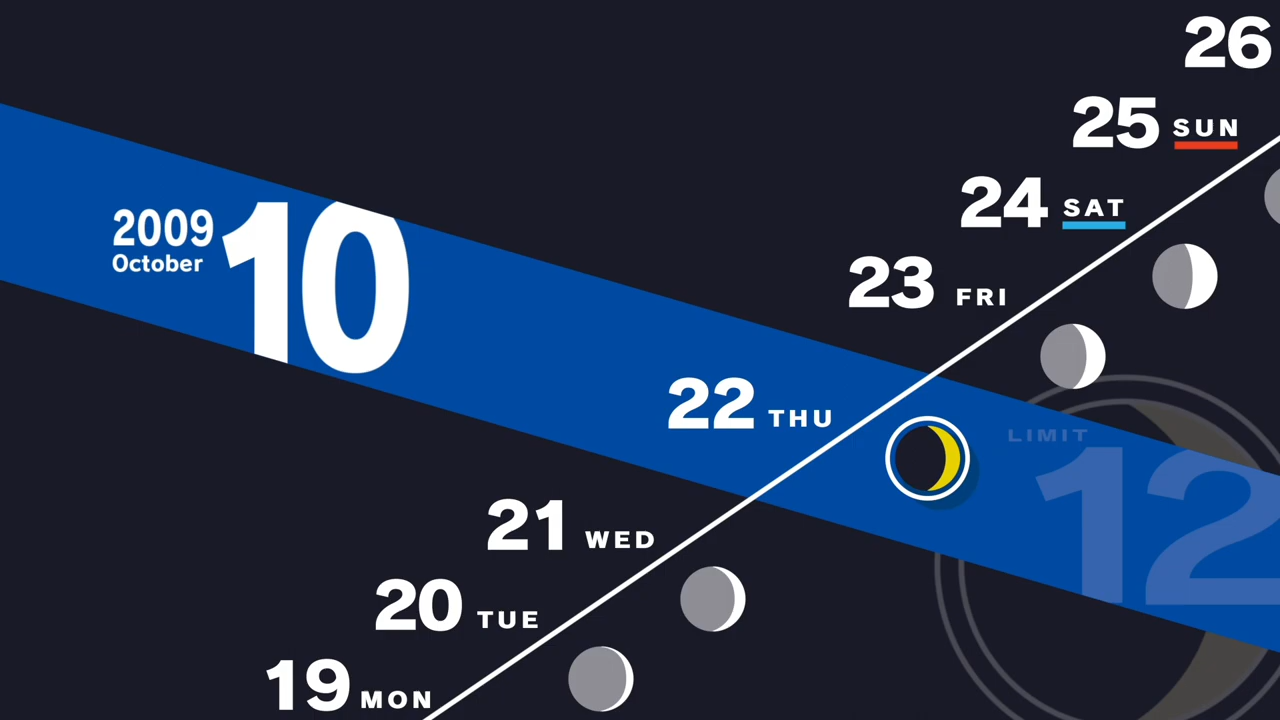 26
25 SUN
24 SAT
2009
October
10
23 FRI
22 THU
LIMIT
12
21 WED
20 TUE
19 MON